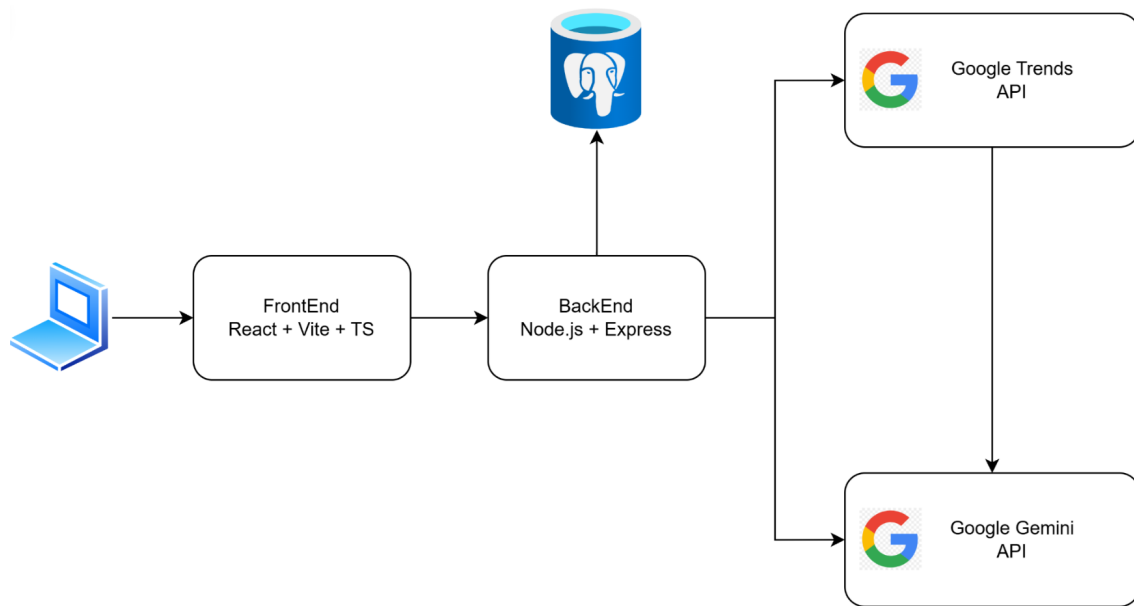 Google Trends
API
FrontEnd
React + Vite + TS
BackEnd
Node.js + Express
Google Gemini
API